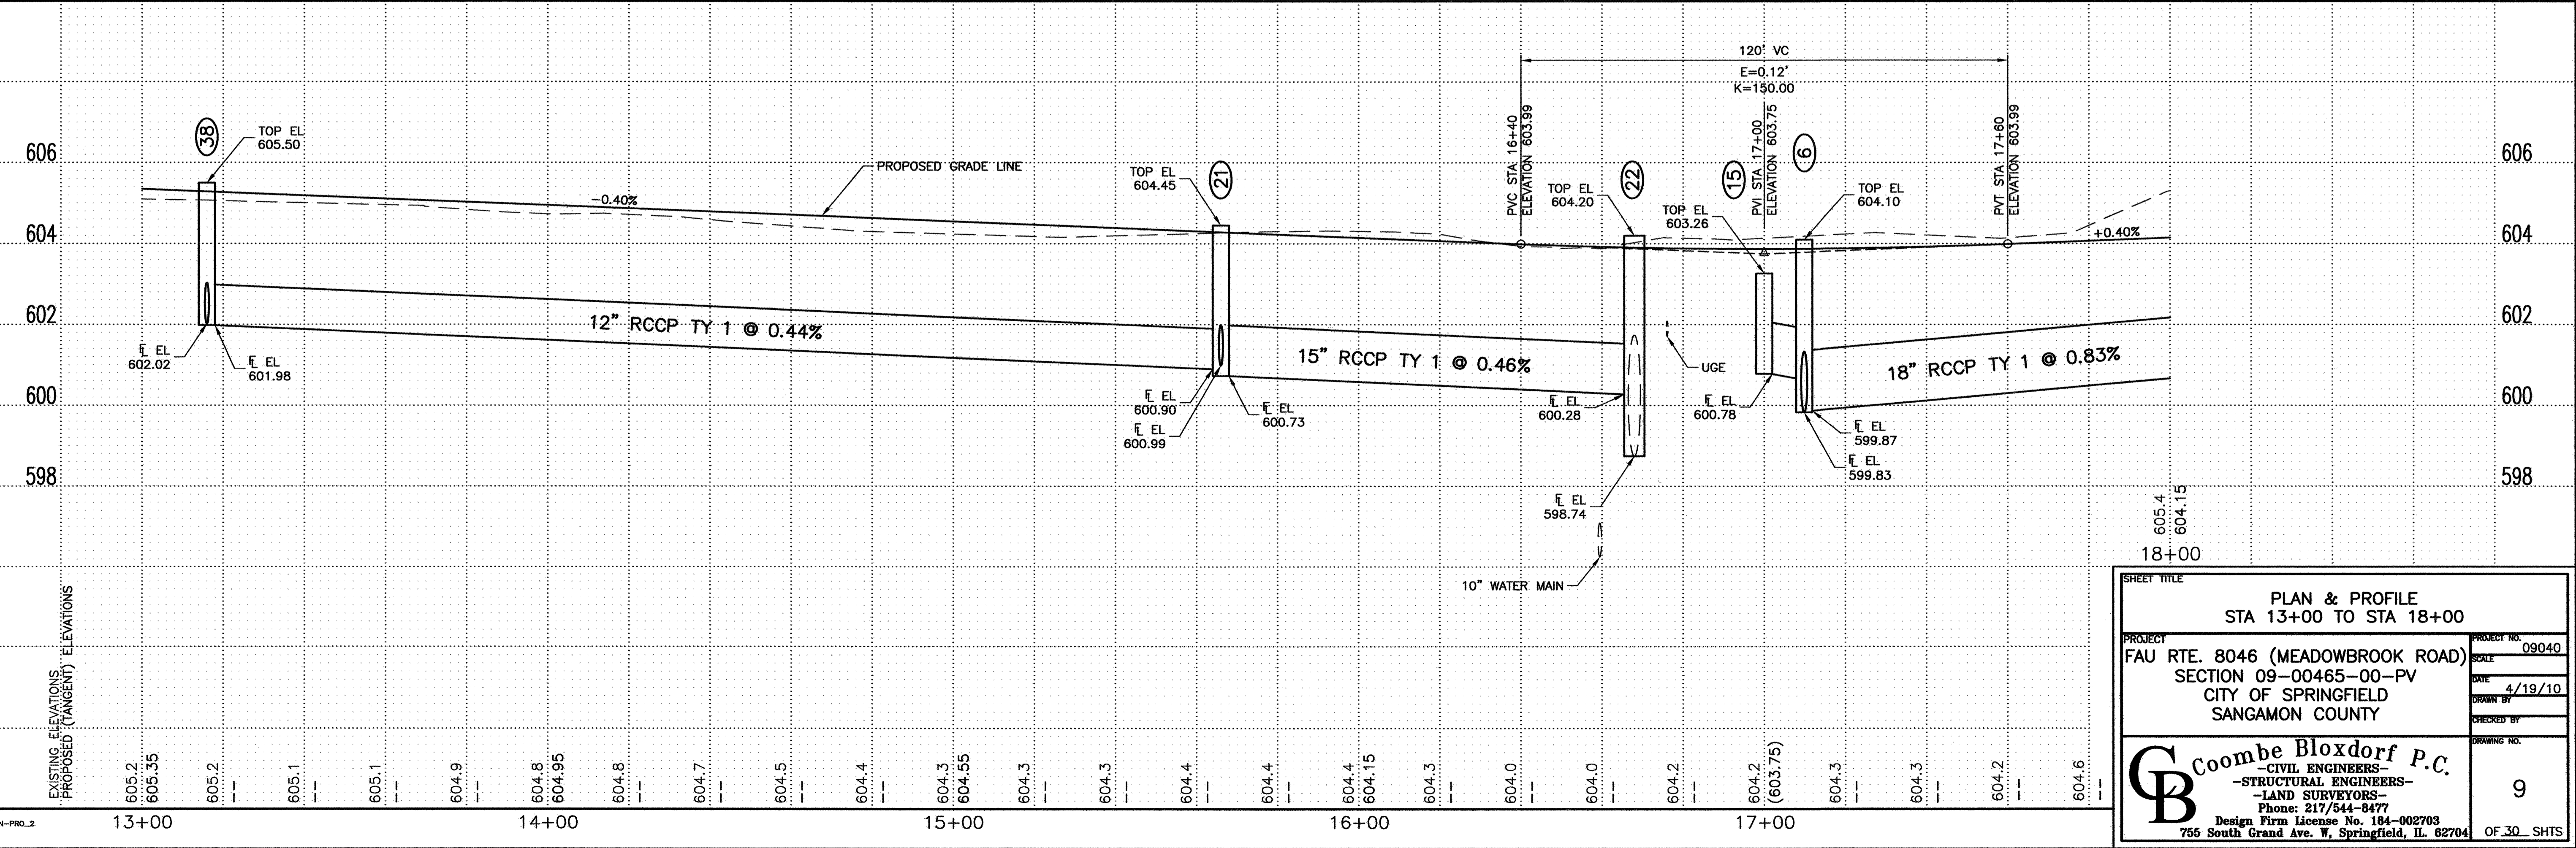 120' VC
E=0.12'
K=150.00
PVC STA 16+40
ELEVATION 603.99
PVI STA 17+00
ELEVATION 603.75
PVT STA 17+60
ELEVATION 603.99
38
TOP EL
605.50
PROPOSED GRADE LINE
-0.40%
TOP EL
604.45
21
TOP EL
604.20
22
15
TOP EL
603.26
6
TOP EL
604.10
+0.40%
606
604
602
600
598
606
604
602
600
598
12" RCCP TY 1 @ 0.44%
15" RCCP TY 1 @ 0.46%
18" RCCP TY 1 @ 0.83%
FL EL
602.02
FL EL
601.98
FL EL
600.90
FL EL
600.99
FL EL
600.73
FL EL
600.28
UGE
FL EL
600.78
FL EL
599.87
FL EL
599.83
FL EL
598.74
10" WATER MAIN
605.4
604.15
18+00
EXISTING ELEVATIONS
PROPOSED (TANGENT) ELEVATIONS
605.2
605.35
605.2
--
605.1
--
605.1
--
604.9
--
604.8
604.95
604.8
--
604.7
--
604.5
--
604.4
--
604.3
604.55
604.3
--
604.3
--
604.4
--
604.4
--
604.4
604.15
604.3
--
604.0
--
604.0
--
604.2
--
604.2
(603.75)
604.3
--
604.3
--
604.2
--
604.6
--
N-PRO_2
13+00
14+00
15+00
16+00
17+00
SHEET TITLE
PLAN & PROFILE
STA 13+00 TO STA 18+00
PROJECT
FAU RTE. 8046 (MEADOWBROOK ROAD)
SECTION 09-00465-00-PV
CITY OF SPRINGFIELD
SANGAMON COUNTY
PROJECT NO.
09040
SCALE
DATE
4/19/10
DRAWN BY
CHECKED BY
CB
Coombe Bloxdorf P.C.
-CIVIL ENGINEERS-
-STRUCTURAL ENGINEERS-
-LAND SURVEYORS-
Phone: 217/544-8477
Design Firm License No. 184-002703
755 South Grand Ave. W, Springfield, IL. 62704
DRAWING NO.
9
OF 30 SHTS